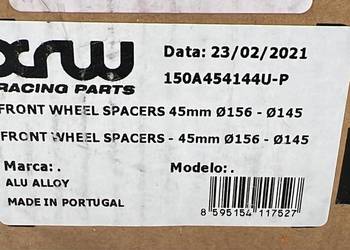 XRW
RACING PARTS
Data: 23/02/2021
150A454144U-P
FRONT WHEEL SPACERS 45mm Ø156 - Ø145
FRONT WHEEL SPACERS - 45mm Ø156 - Ø145
Marca: .
Modelo: .
ALU ALLOY
MADE IN PORTUGAL
8 595154 117527